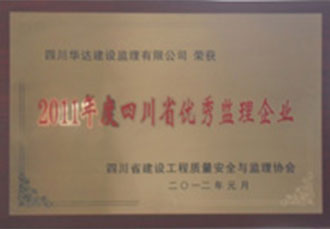 四川华达建设监理有限公司 荣获
2011年度四川省优秀监理企业
四川省建设工程质量安全与监理协会
二〇一二年元月